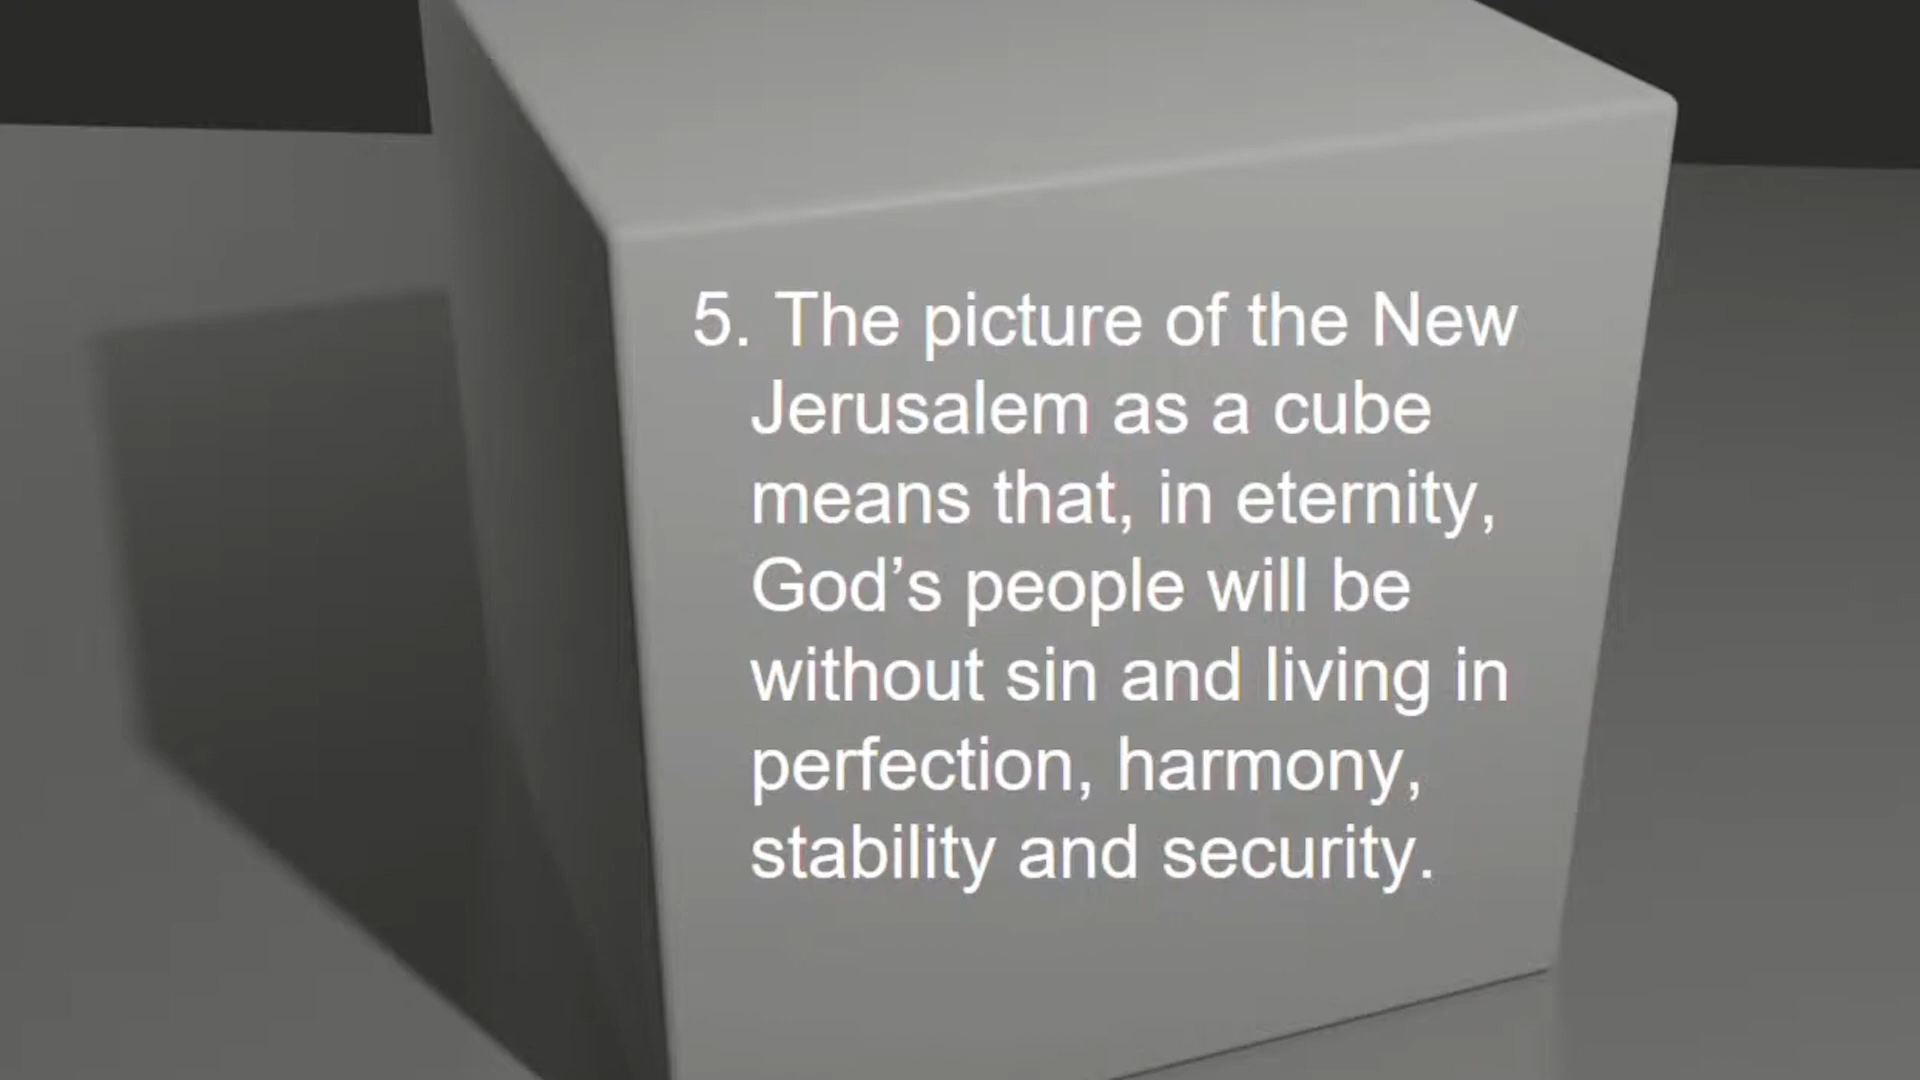 5. The picture of the New
Jerusalem as a cube
means that, in eternity,
God’s people will be
without sin and living in
perfection, harmony,
stability and security.